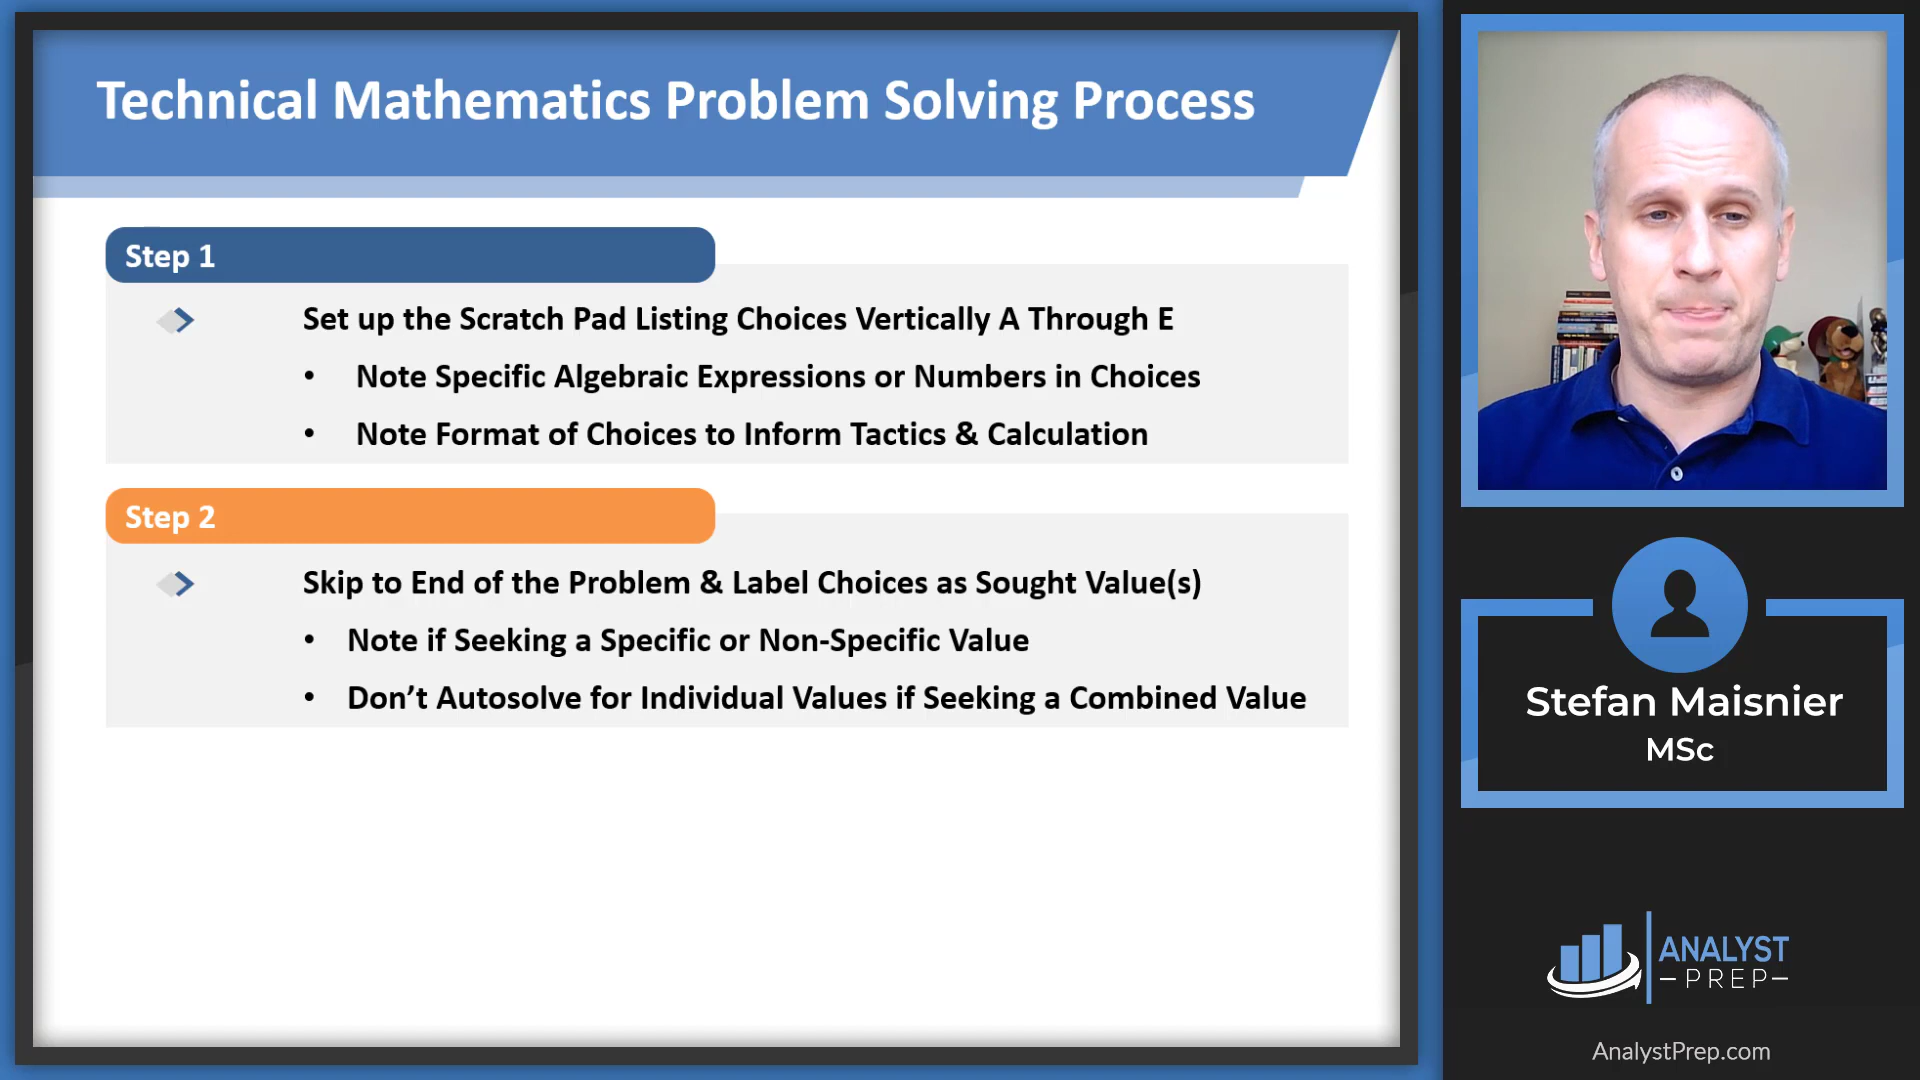 Technical Mathematics Problem Solving Process
Step 1
Set up the Scratch Pad Listing Choices Vertically A Through E
• Note Specific Algebraic Expressions or Numbers in Choices
• Note Format of Choices to Inform Tactics & Calculation
Step 2
Skip to End of the Problem & Label Choices as Sought Value(s)
• Note if Seeking a Specific or Non-Specific Value
• Don’t Autosolve for Individual Values if Seeking a Combined Value
Stefan Maisnier
MSc
ANALYST
PREP
AnalystPrep.com